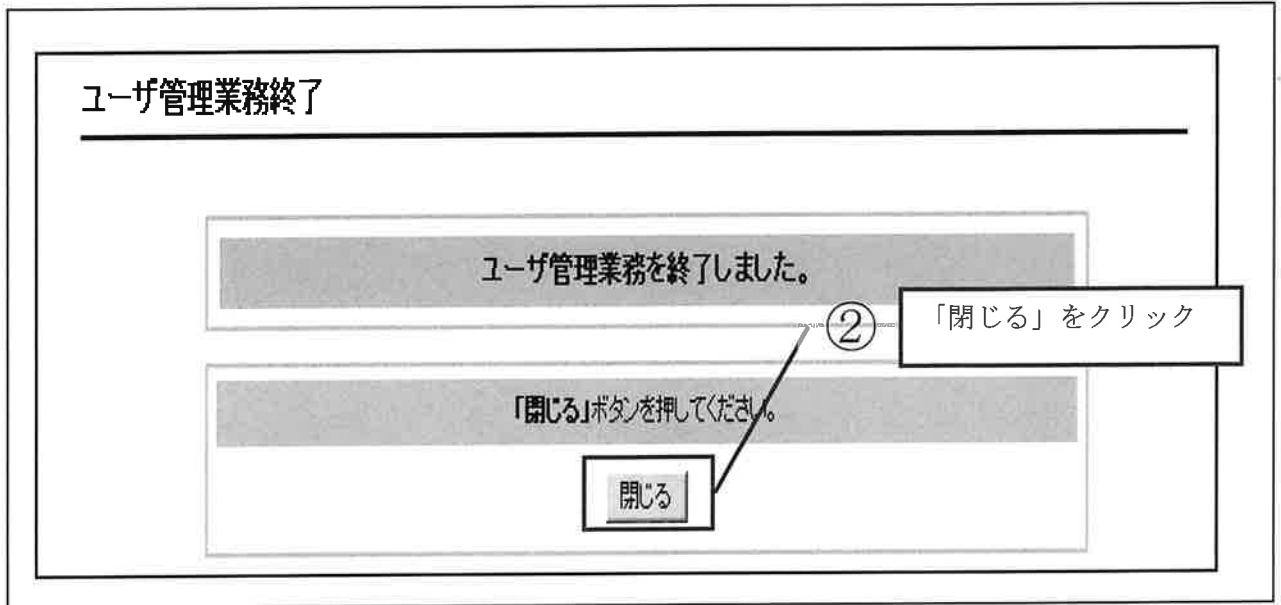 ユーザ管理業務終了
ユーザ管理業務を終了しました。
② 「閉じる」をクリック
「閉じる」ボタンを押してください。
閉じる